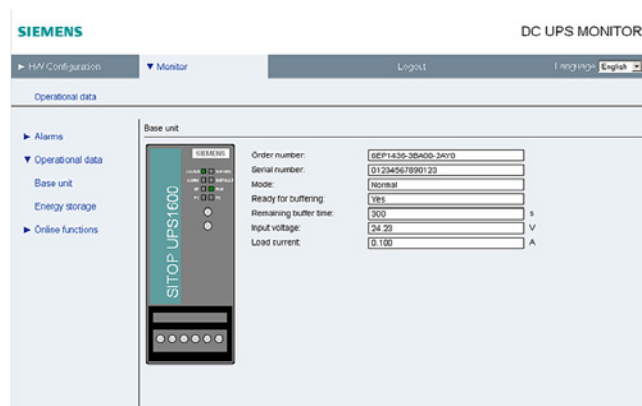 SIEMENS
DC UPS MONITOR
H/W Configuration
Monitor
Logout
Language English
Operational data
Alarms
Operational data
Base unit
Energy storage
Online functions
Base unit
SIEMENS
SITOP UPS1600
Order number: 6EP1436-3BA00-2AY0
Serial number: 01234567890123
Mode: Normal
Ready for buffering: Yes
Remaining buffer time: 300 s
Input voltage: 24.23 V
Load current: 0.100 A